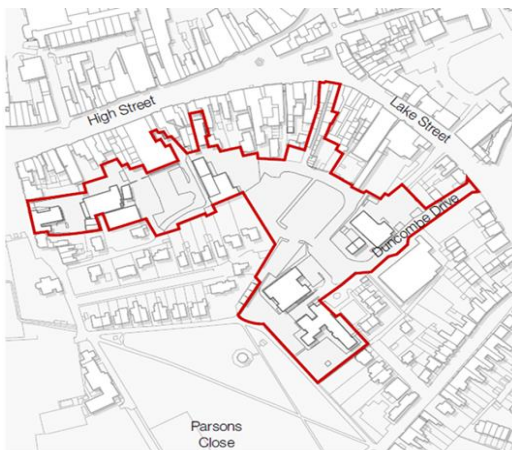 High Street
Lake Street
Duncombe Drive
Parsons
Close